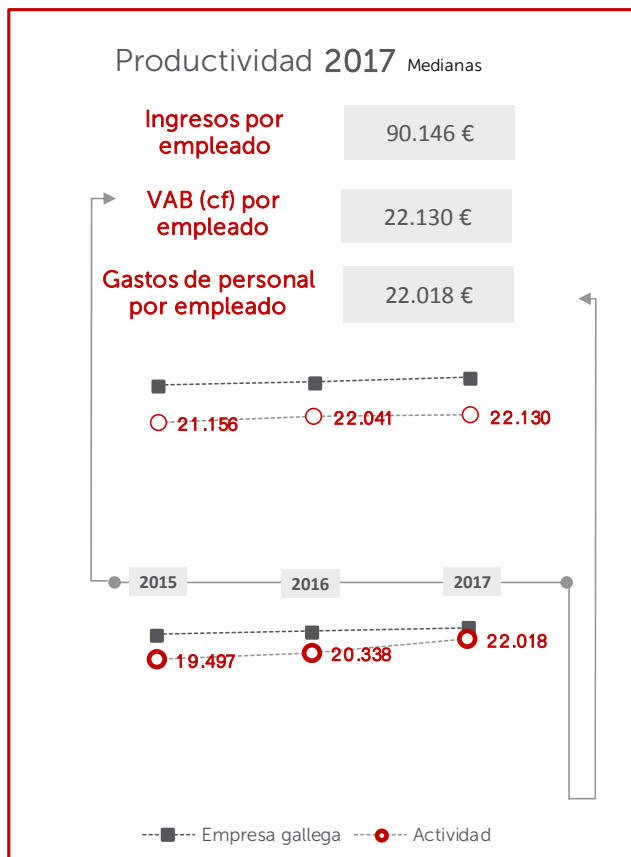 Productividad 2017 Medianas
Ingresos por
empleado
90.146 €
VAB (cf) por
empleado
22.130 €
Gastos de personal
por empleado
22.018 €
21.156
22.041
22.130
2015
2016
2017
19.497
20.338
22.018
Empresa gallega
Actividad